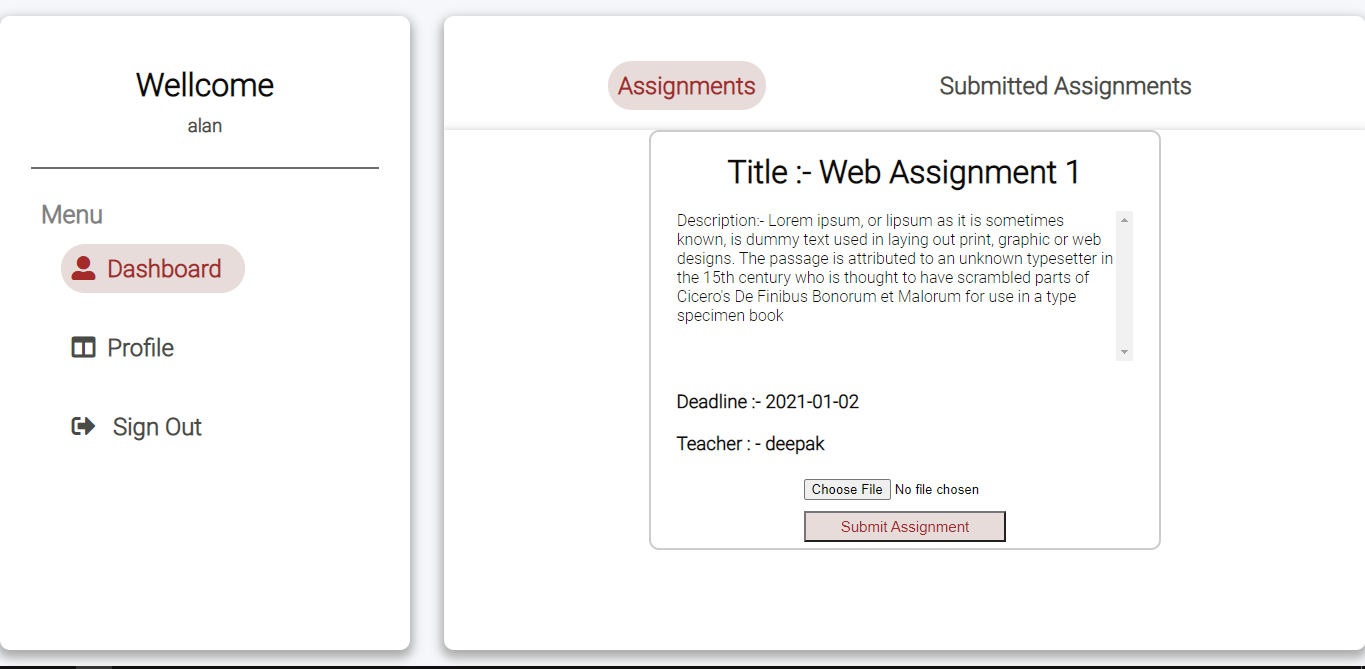 Wellcome
alan
Menu
Dashboard
Profile
Sign Out
Assignments
Submitted Assignments
Title :- Web Assignment 1
Description:- Lorem ipsum, or lipsum as it is sometimes
known, is dummy text used in laying out print, graphic or web
designs. The passage is attributed to an unknown typesetter in
the 15th century who is thought to have scrambled parts of
Cicero's De Finibus Bonorum et Malorum for use in a type
specimen book
Deadline :- 2021-01-02
Teacher : - deepak
Choose File No file chosen
Submit Assignment